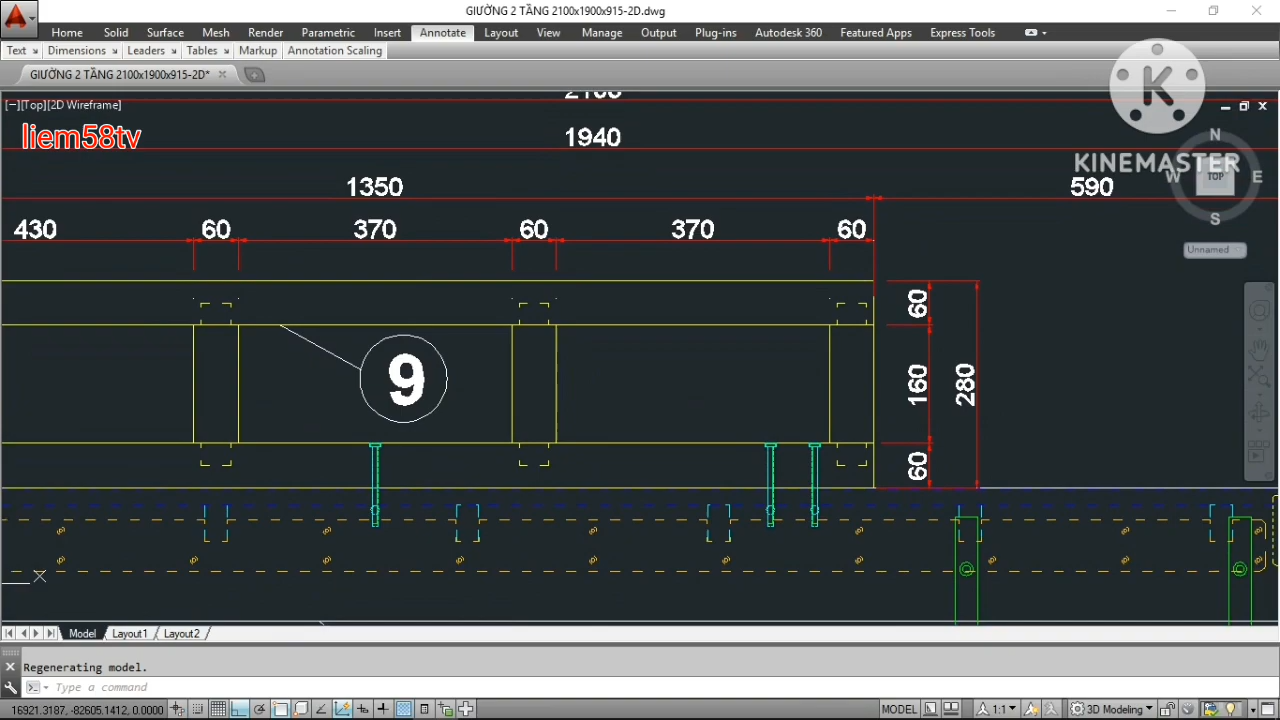 GIƯỜNG 2 TẦNG 2100x1900x915-2D.dwg
Home Solid Surface Mesh Render Parametric Insert Annotate Layout View Manage Output Plug-ins Autodesk 360 Featured Apps Express Tools
Text Dimensions Leaders Tables Markup Annotation Scaling
GIƯỜNG 2 TẦNG 2100x1900x915-2D*
[−][Top][2D Wireframe]
liem58tv
K
KINEMASTER
N
W TOP E
S
Unnamed
2100
1940
1350 590
430 60 370 60 370 60
60
160
280
60
9
Model Layout1 Layout2
Regenerating model.
Type a command
16921.3187, -82605.1412, 0.0000 MODEL 1:1 3D Modeling